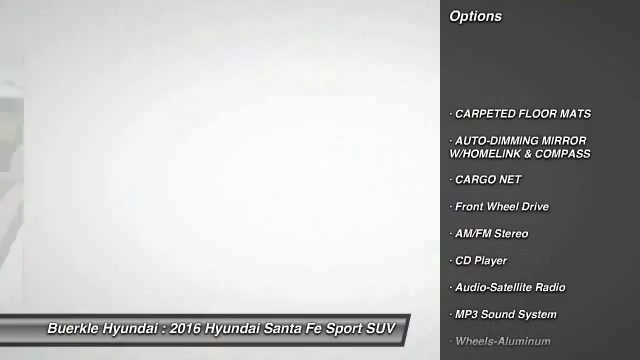 Options
· CARPETED FLOOR MATS
· AUTO-DIMMING MIRROR
W/HOMELINK & COMPASS
· CARGO NET
· Front Wheel Drive
· AM/FM Stereo
· CD Player
· Audio-Satellite Radio
· MP3 Sound System
· Wheels-Aluminum
Buerkle Hyundai : 2016 Hyundai Santa Fe Sport SUV